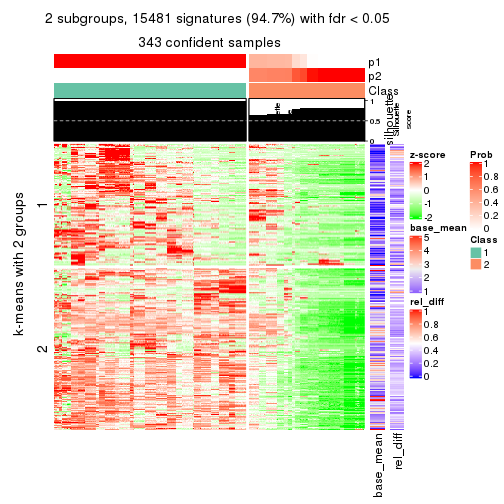 2 subgroups, 15481 signatures (94.7%) with fdr < 0.05
343 confident samples
p1
p2
Class
1
0.5
0
silhouette
Silhouette
score
k-means with 2 groups
1
2
base_mean
rel_diff
z-score
2
1
0
-1
-2
base_mean
5
4
3
2
1
rel_diff
1
0.8
0.6
0.4
0.2
0
Prob
1
0.8
0.6
0.4
0.2
0
Class
1
2